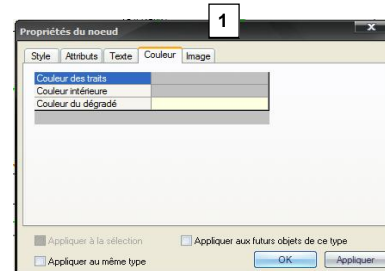 1
Propriétés du noeud
Style Attributs Texte Couleur Image
Couleur des traits
Couleur intérieure
Couleur du dégradé
Appliquer à la sélection Appliquer aux futurs objets de ce type
Appliquer au même type OK Appliquer